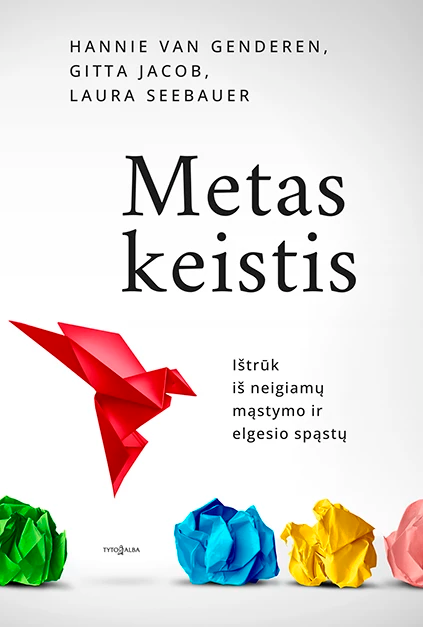 HANNIE VAN GENDEREN,
GITTA JACOB,
LAURA SEEBAUER
Metas
keistis
Ištrūk
iš neigiamų
mąstymo ir
elgesio spąstų
TYTO ALBA